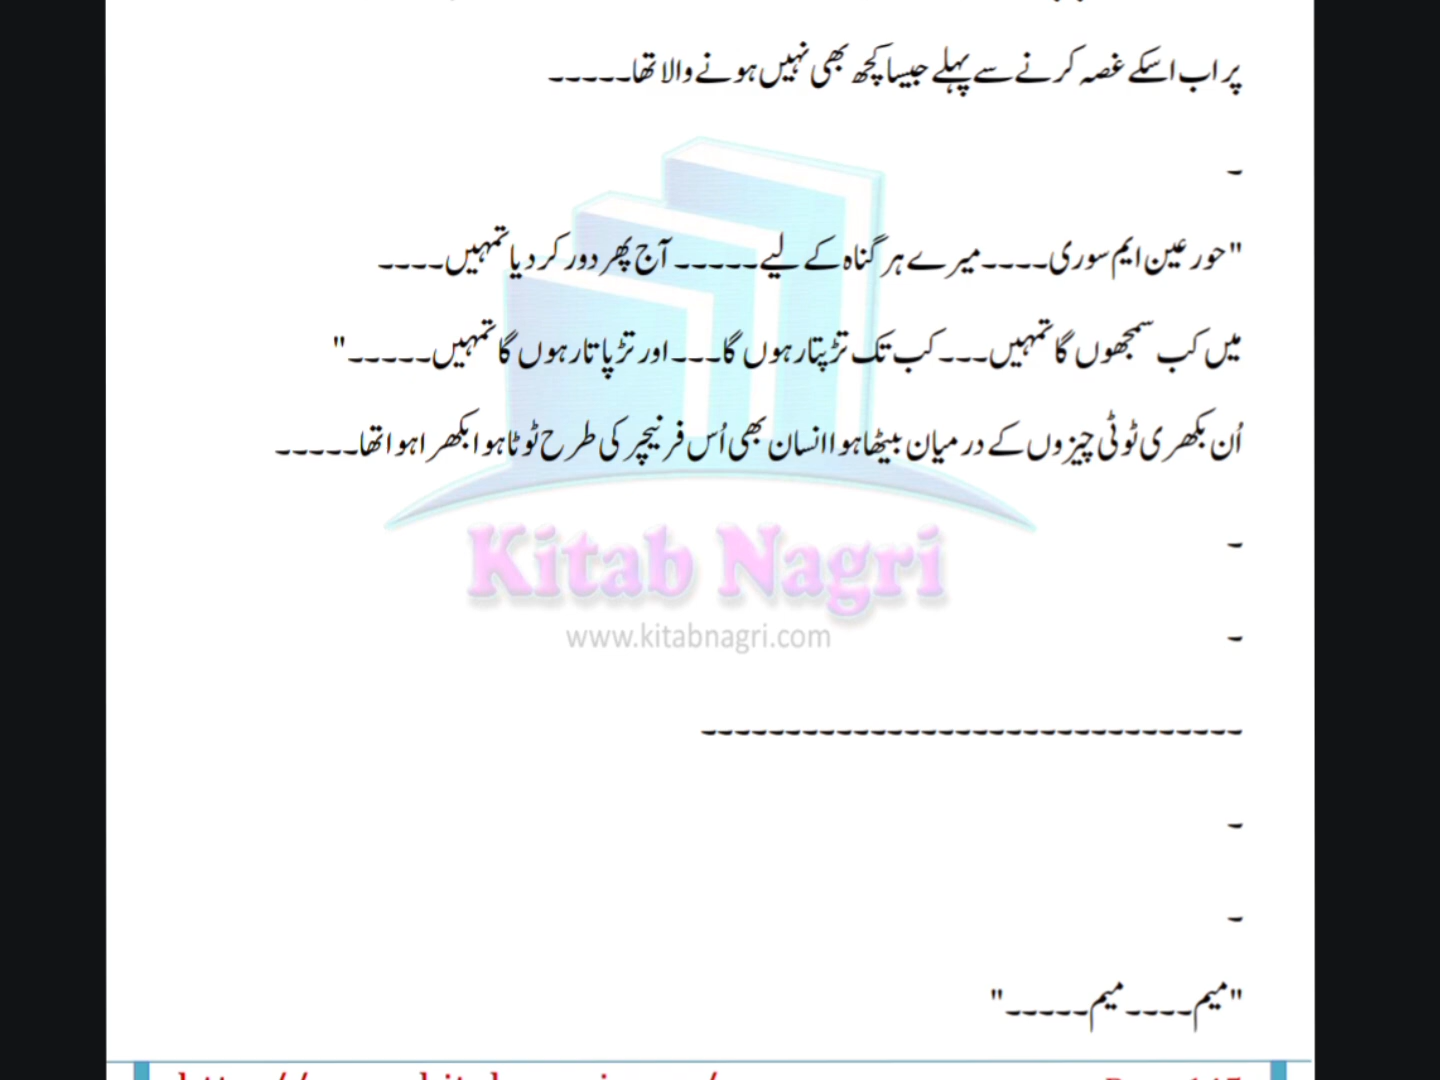 پر اب اسکے غصہ کرنے سے پہلے جیسا کچھ بھی نہیں ہونے والا تھا۔۔۔۔۔
۔
"حور عین ایم سوری۔۔۔۔میرے ہر گناہ کے لیے۔۔۔۔۔ آج پھر دور کر دیا تمہیں۔۔۔۔
میں کب سمجھوں گا تمہیں۔۔۔کب تک تڑپتا رہوں گا۔۔۔اور تڑپاتا رہوں گا تمہیں۔۔۔۔۔"
اُن بکھری ٹوٹی چیزوں کے درمیان بیٹھا ہوا انسان بھی اُس فرنیچر کی طرح ٹوٹا ہوا بکھرا ہوا تھا۔۔۔۔۔
Kitab Nagri
۔
www.kitabnagri.com
۔
۔۔۔۔۔۔۔۔۔۔۔۔۔۔۔۔۔۔۔۔۔۔۔۔۔۔۔۔۔۔۔۔
۔
۔
"میم۔۔۔۔میم۔۔۔۔۔"